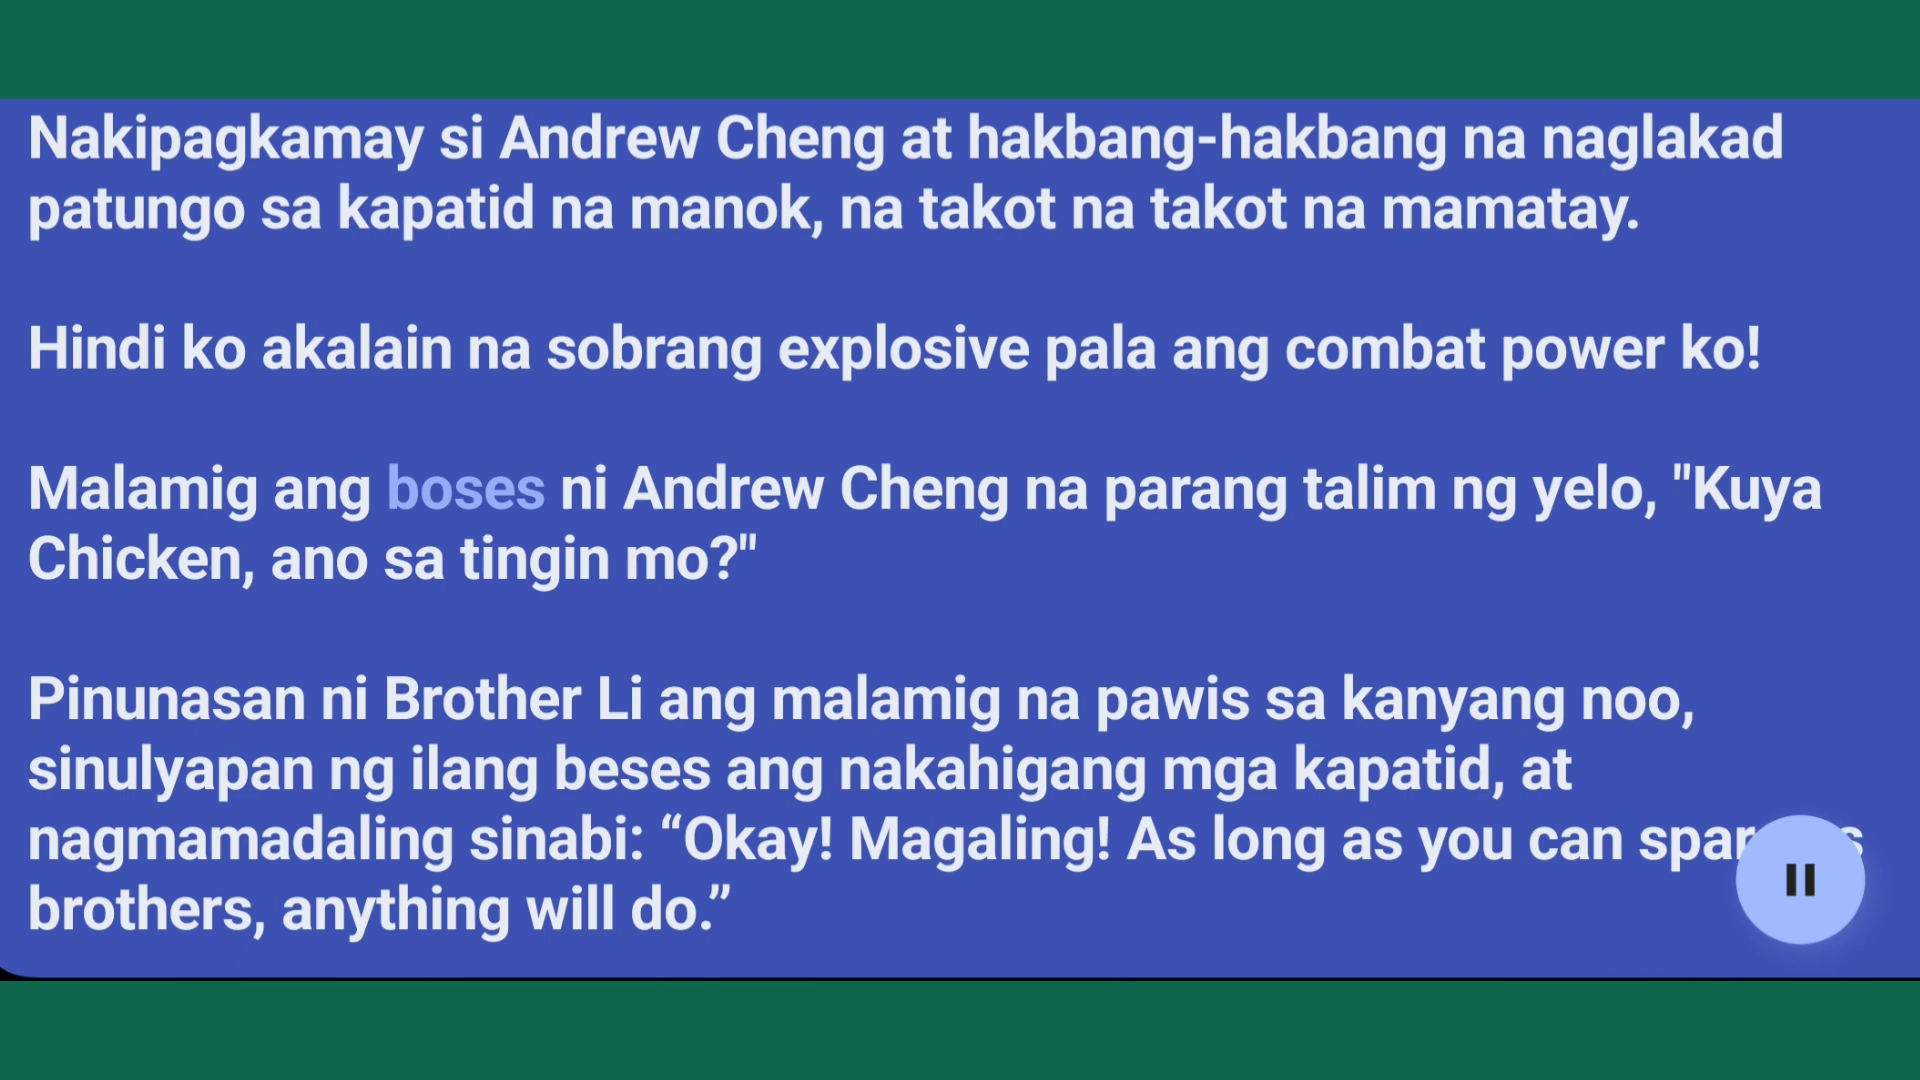 Nakipagkamay si Andrew Cheng at hakbang-hakbang na naglakad
patungo sa kapatid na manok, na takot na takot na mamatay.
Hindi ko akalain na sobrang explosive pala ang combat power ko!
Malamig ang boses ni Andrew Cheng na parang talim ng yelo, "Kuya
Chicken, ano sa tingin mo?"
Pinunasan ni Brother Li ang malamig na pawis sa kanyang noo,
sinulyapan ng ilang beses ang nakahigang mga kapatid, at
nagmamadaling sinabi: “Okay! Magaling! As long as you can
brothers, anything will do.”